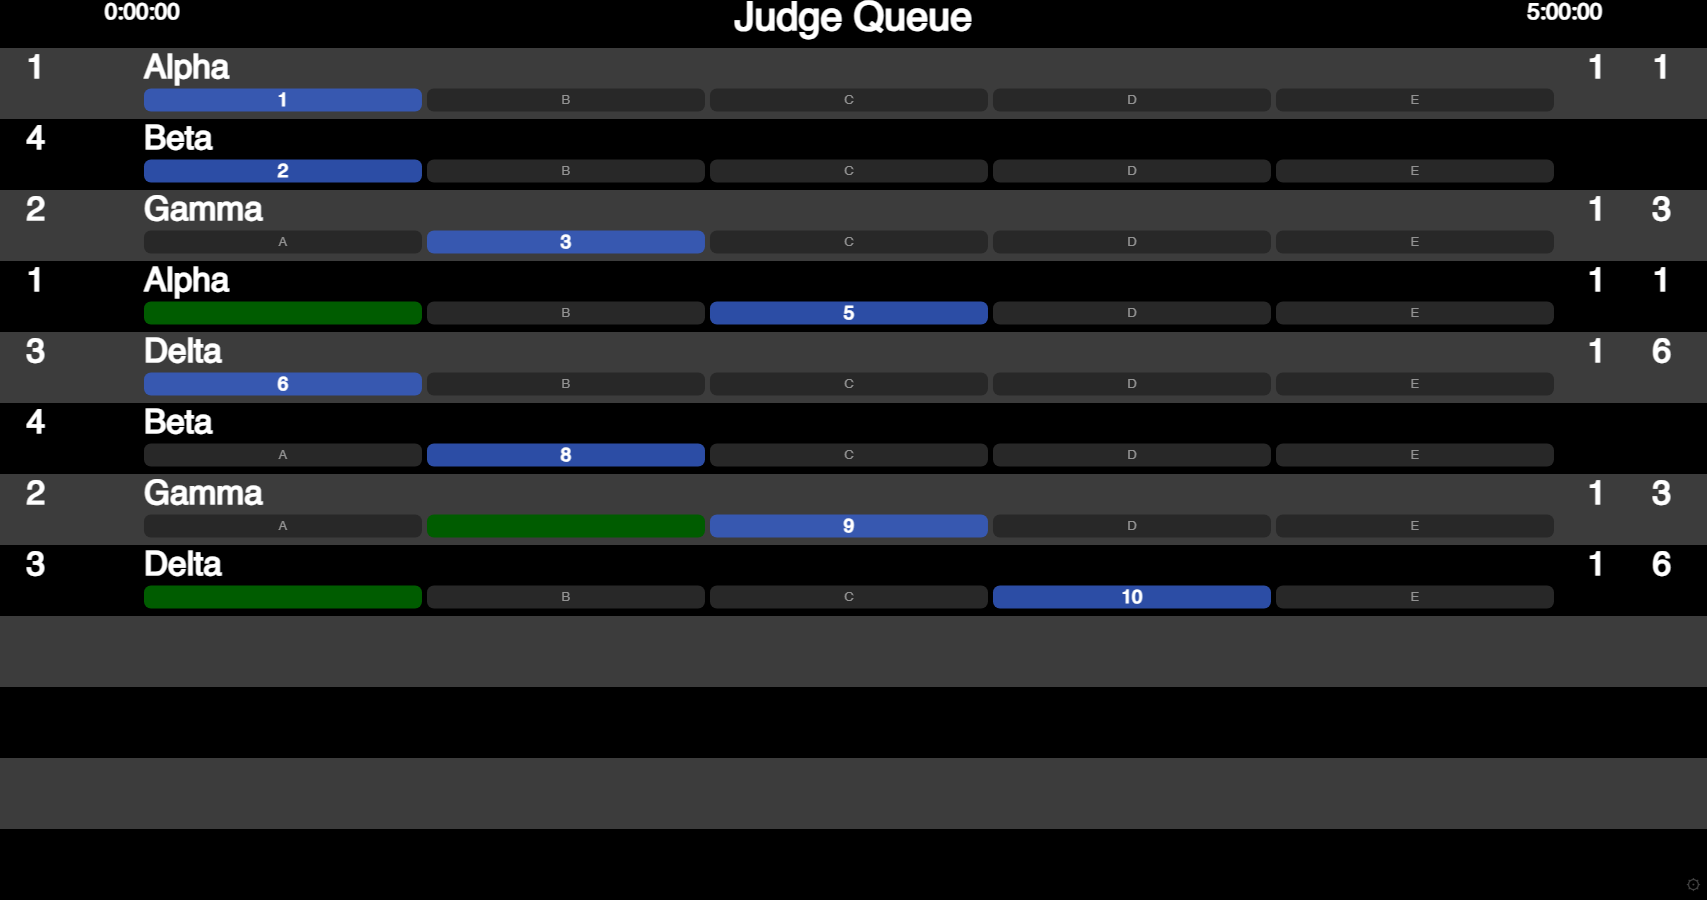 0:00:00 Judge Queue 5:00:00
1 Alpha 1 1
1 B C D E
4 Beta
2 B C D E
2 Gamma 1 3
A 3 C D E
1 Alpha 1 1
B 5 D E
3 Delta 1 6
6 B C D E
4 Beta
A 8 C D E
2 Gamma 1 3
A 9 D E
3 Delta 1 6
B C 10 E